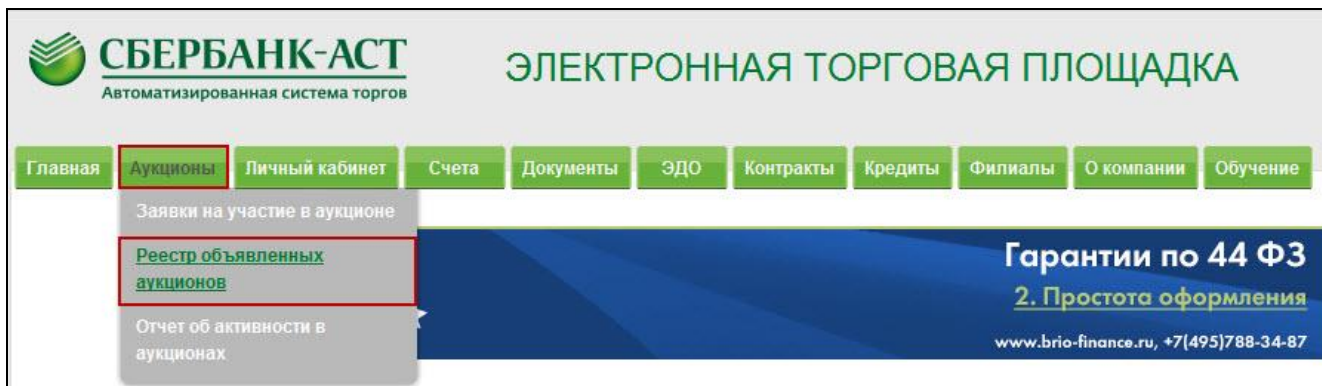 СБЕРБАНК-АСТ
Автоматизированная система торгов
ЭЛЕКТРОННАЯ ТОРГОВАЯ ПЛОЩАДКА
Главная Аукционы Личный кабинет Счета Документы ЭДО Контракты Кредиты Филиалы О компании Обучение
Заявки на участие в аукционе
Реестр объявленных
аукционов
Отчет об активности в
аукционах
Гарантии по 44 ФЗ
2. Простота оформления
www.brio-finance.ru, +7(495)788-34-87